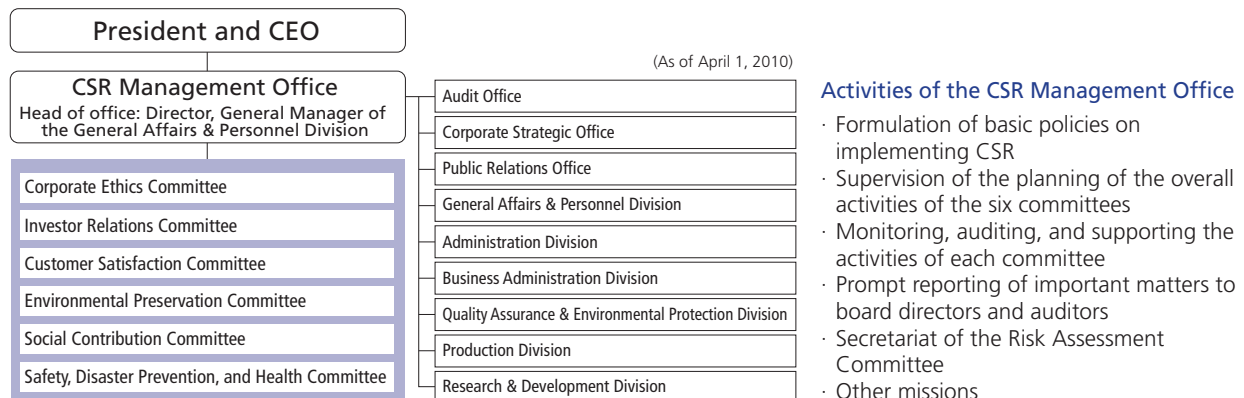 President and CEO
CSR Management Office
Head of office: Director, General Manager of
the General Affairs & Personnel Division
Corporate Ethics Committee
Investor Relations Committee
Customer Satisfaction Committee
Environmental Preservation Committee
Social Contribution Committee
Safety, Disaster Prevention, and Health Committee
(As of April 1, 2010)
Audit Office
Corporate Strategic Office
Public Relations Office
General Affairs & Personnel Division
Administration Division
Business Administration Division
Quality Assurance & Environmental Protection Division
Production Division
Research & Development Division
Activities of the CSR Management Office
· Formulation of basic policies on
implementing CSR
· Supervision of the planning of the overall
activities of the six committees
· Monitoring, auditing, and supporting the
activities of each committee
· Prompt reporting of important matters to
board directors and auditors
· Secretariat of the Risk Assessment
Committee
· Other missions